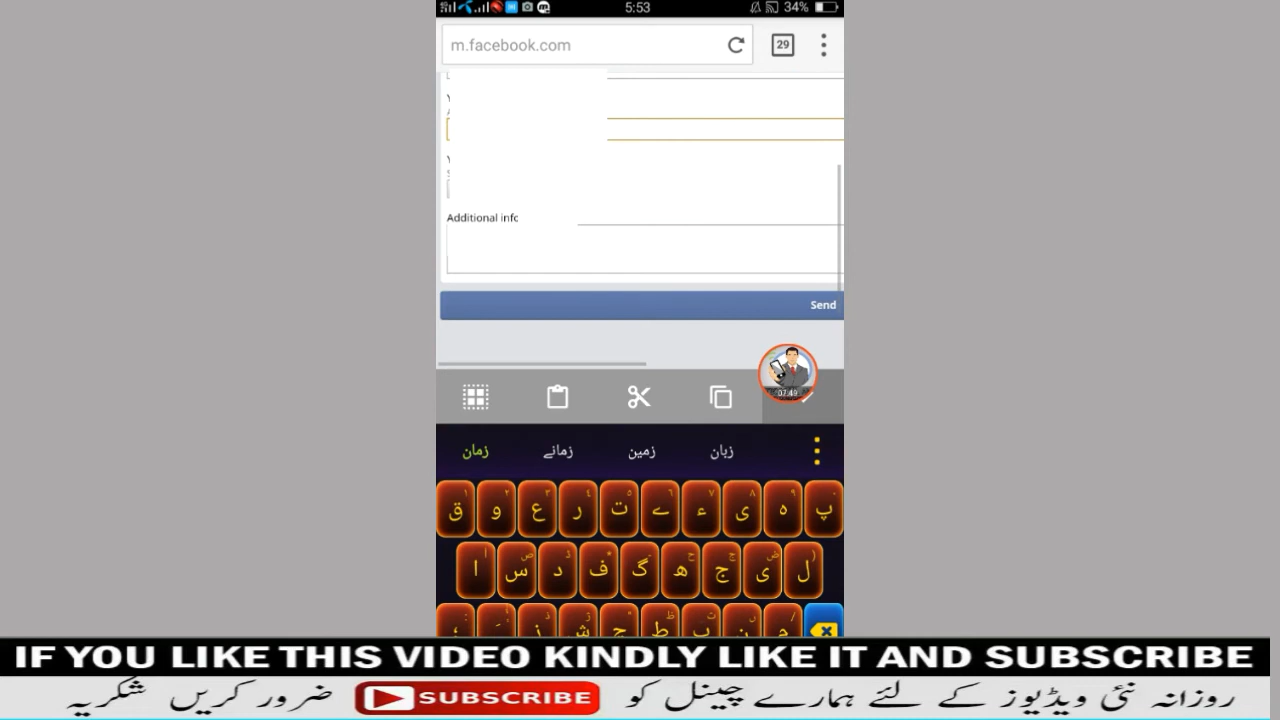 5:53
34%
m.facebook.com
29
Additional info
Send
07:49
زمان زمانے زمین زبان
ق و ع ر ت ے ء ی ہ پ
ا س د ف گ ھ ج ی ل
IF YOU LIKE THIS VIDEO KINDLY LIKE IT AND SUBSCRIBE
روزانہ نئی ویڈیوز کے لئے ہمارے چینل کو SUBSCRIBE ضرور کریں شکریہ